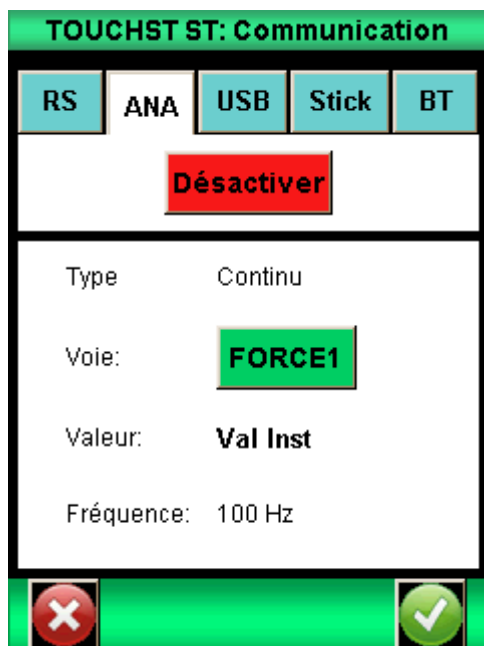 TOUCHST ST: Communication
RS ANA USB Stick BT
Désactiver
Type Continu
Voie: FORCE1
Valeur: Val Inst
Fréquence: 100 Hz